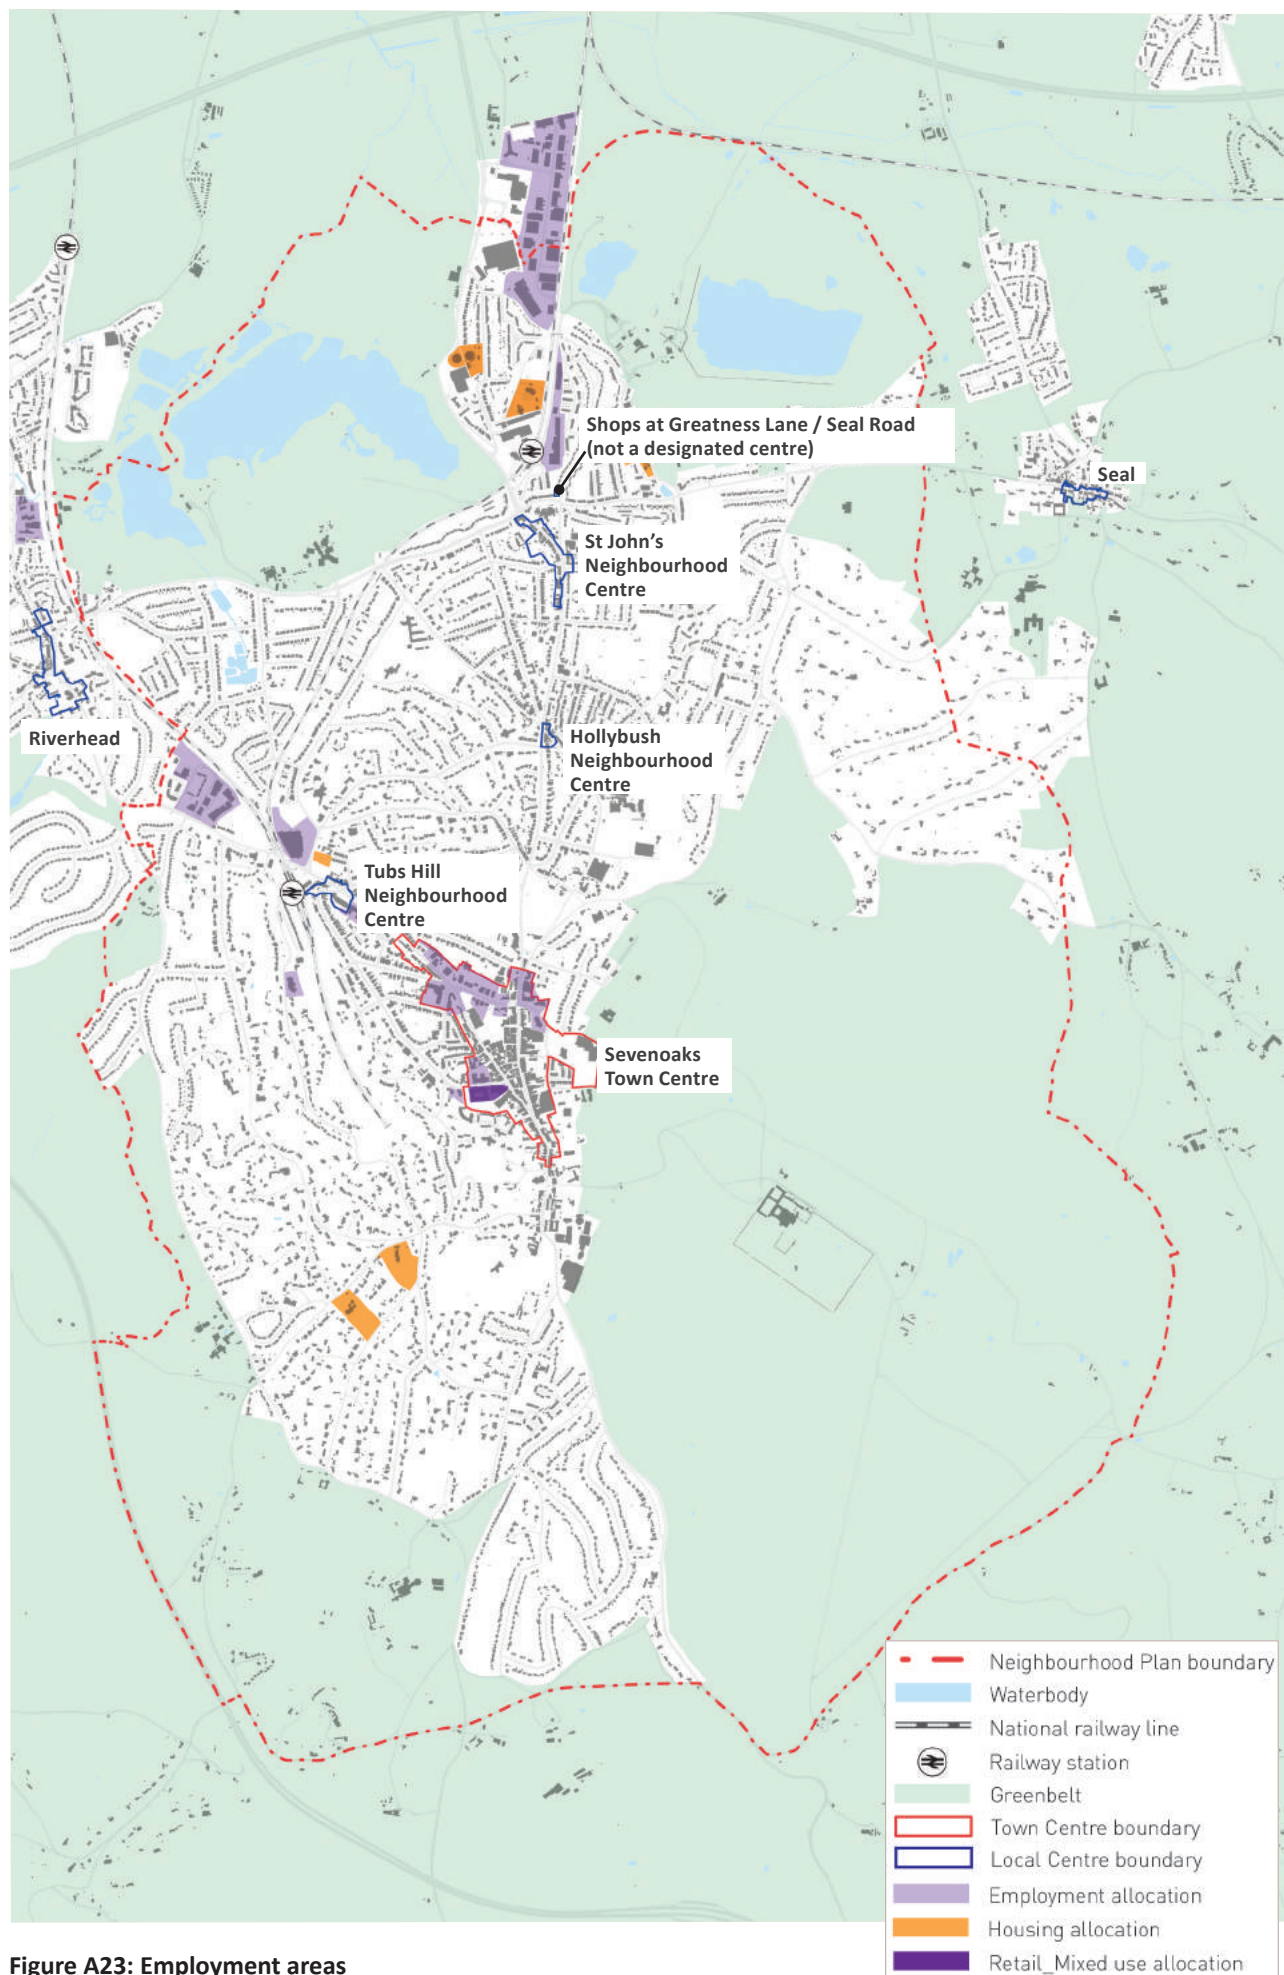 Shops at Greatness Lane / Seal Road
(not a designated centre)
Seal
St John’s
Neighbourhood
Centre
Riverhead
Hollybush
Neighbourhood
Centre
Tubs Hill
Neighbourhood
Centre
Sevenoaks
Town Centre
Neighbourhood Plan boundary
Waterbody
National railway line
Railway station
Greenbelt
Town Centre boundary
Local Centre boundary
Employment allocation
Housing allocation
Retail_Mixed use allocation
Figure A23: Employment areas